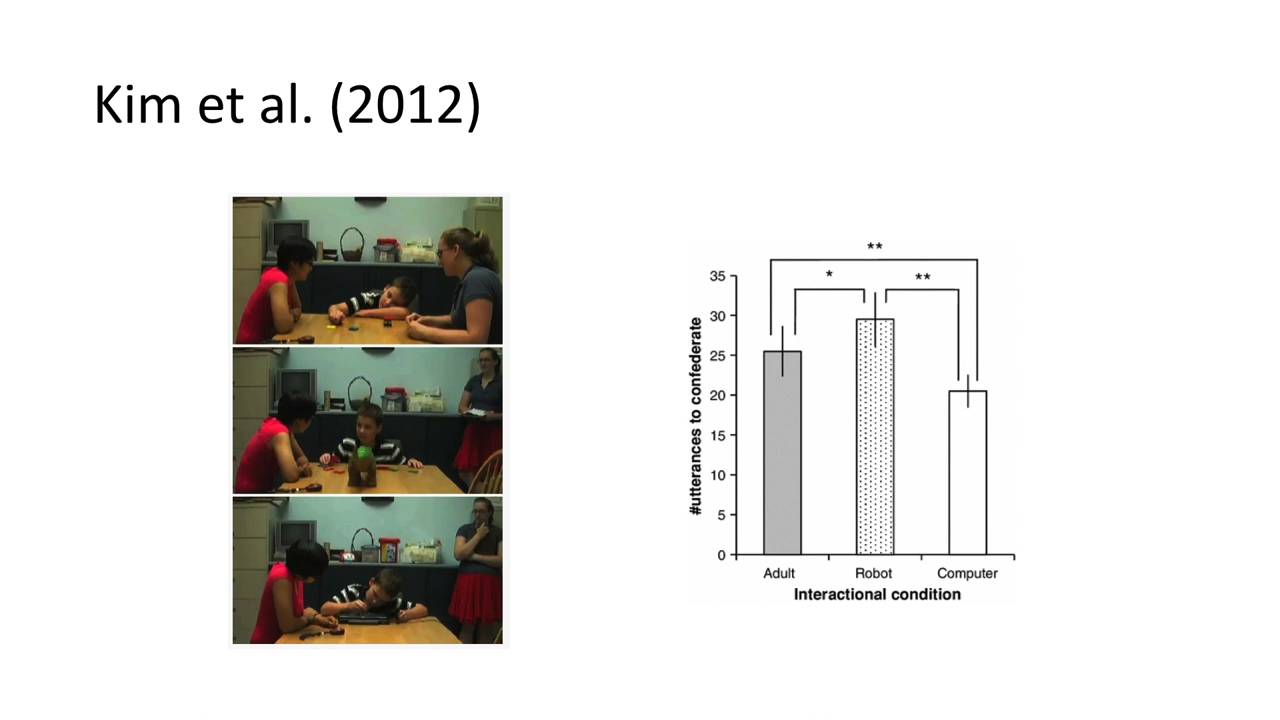 Kim et al. (2012)
**
*
**
35
30
25
20
15
10
5
0
#utterances to confederate
Adult Robot Computer
Interactional condition